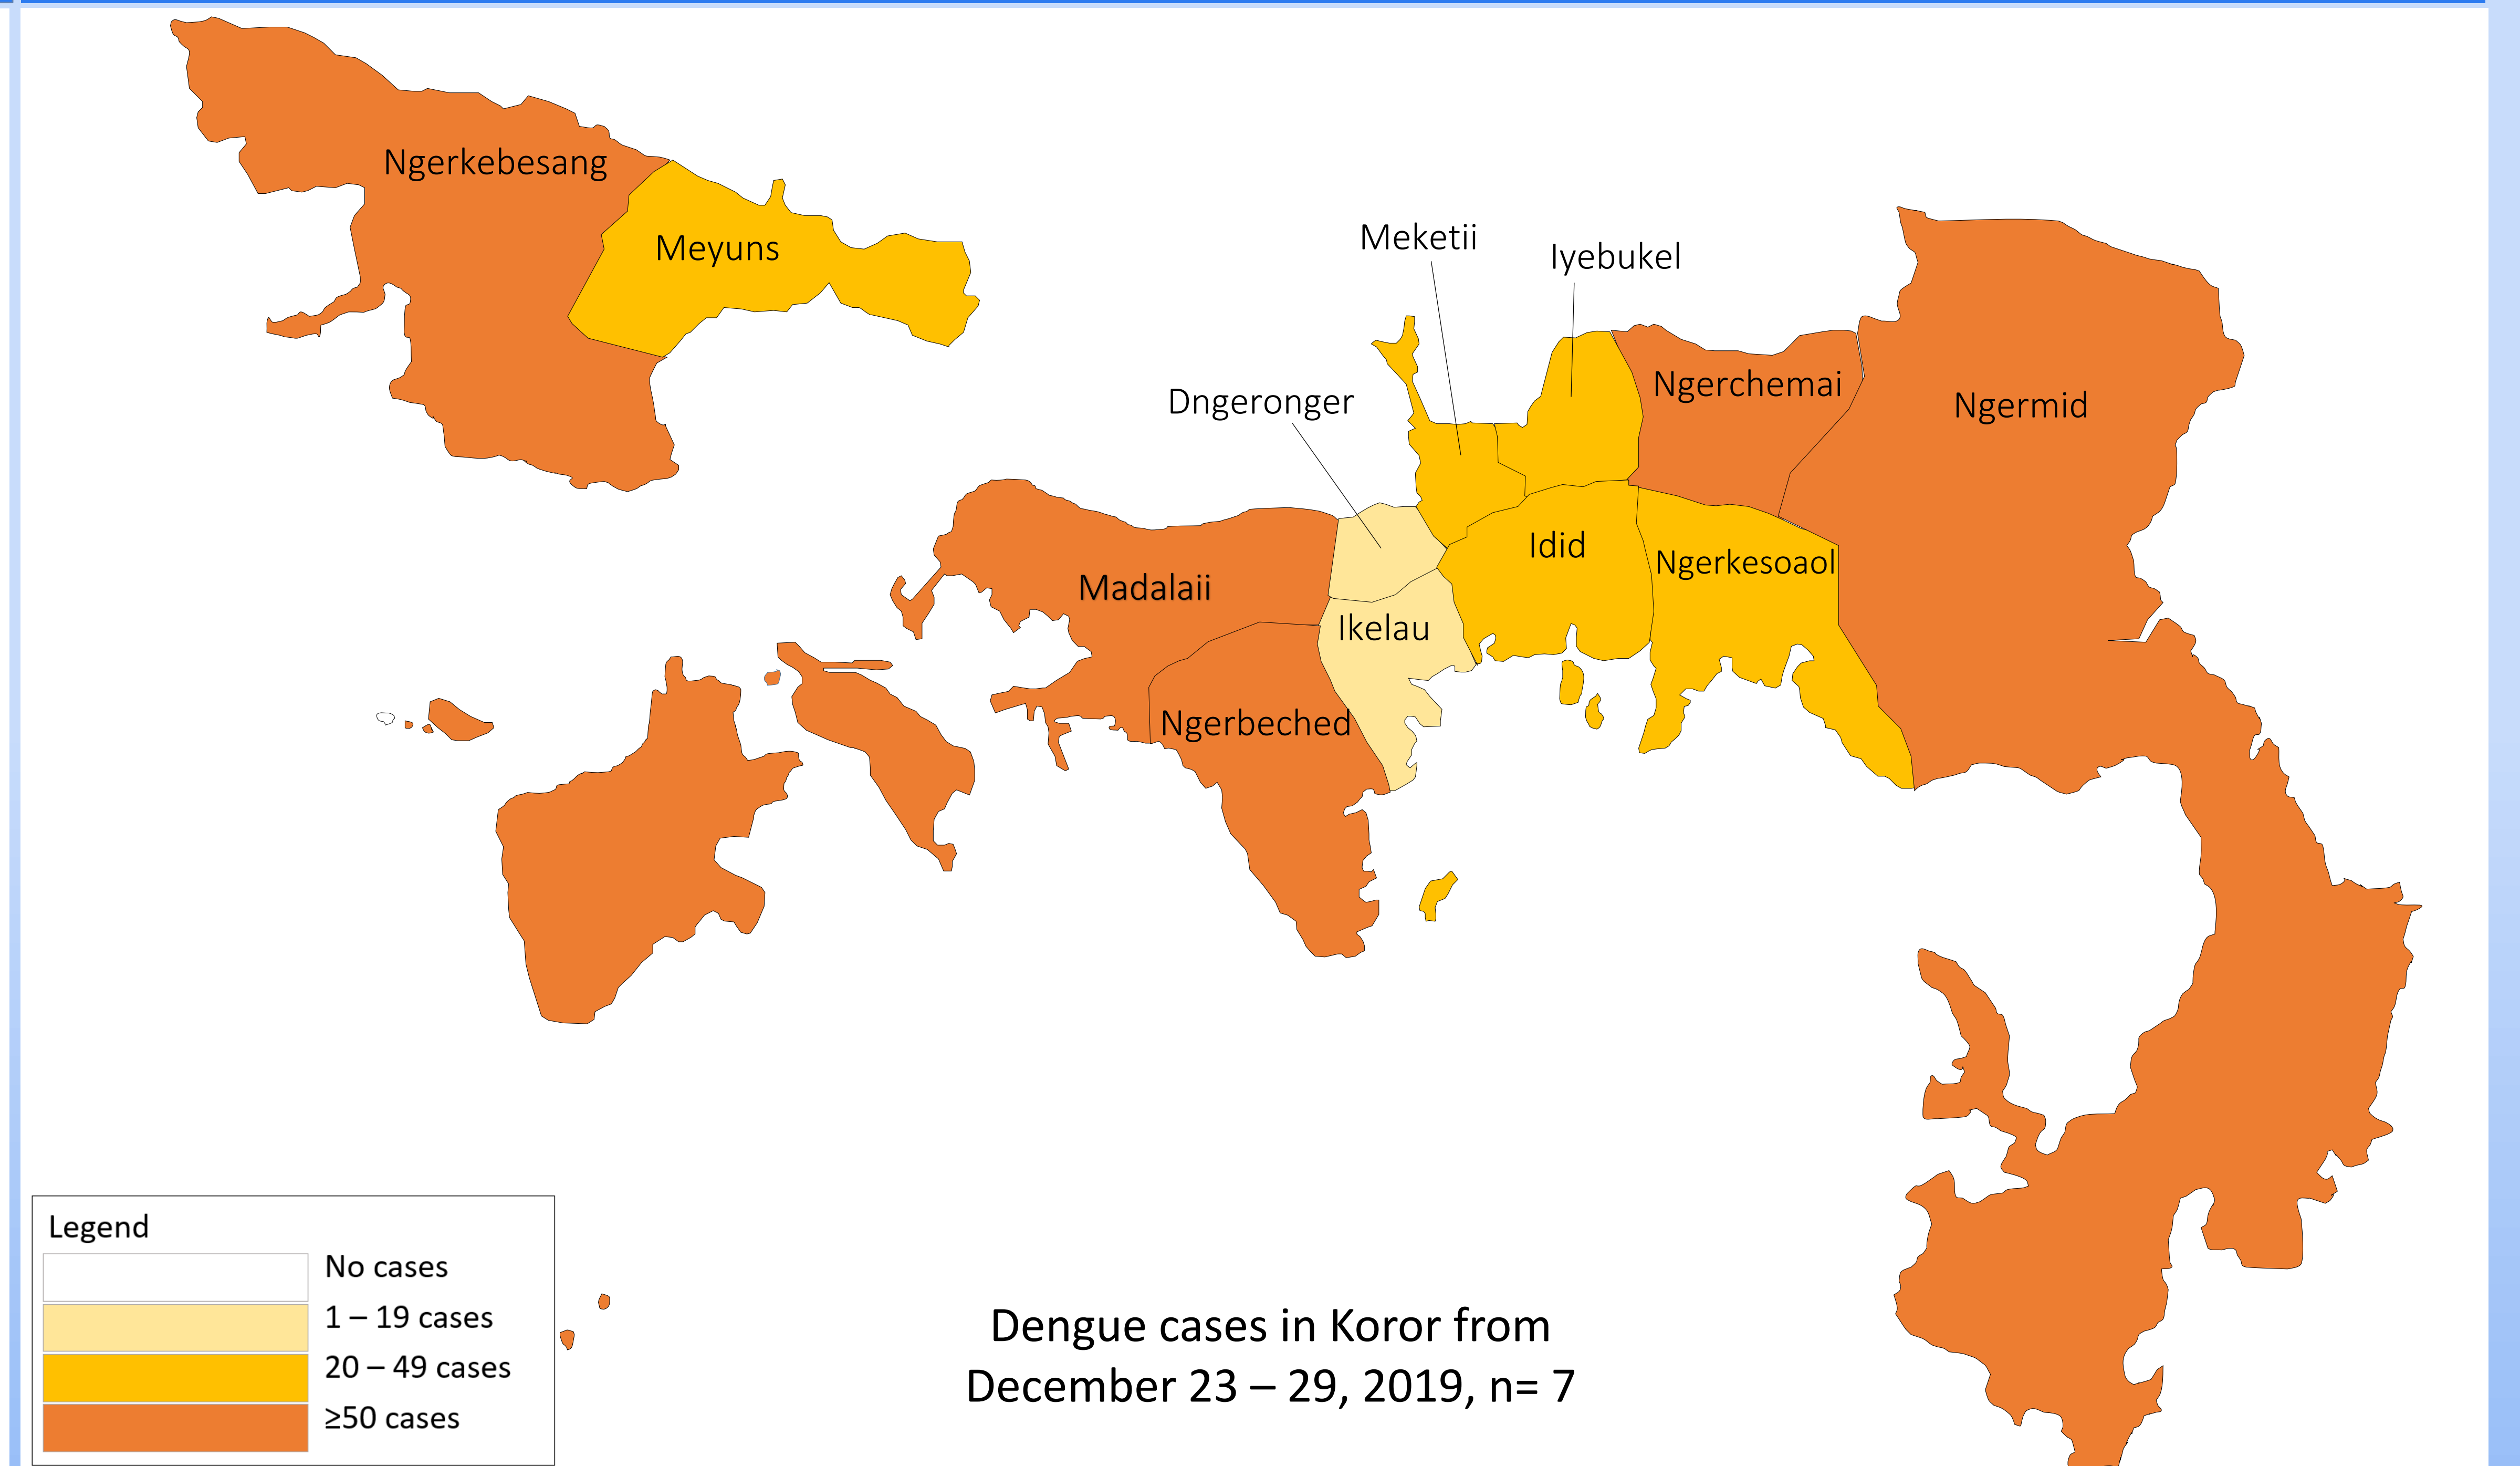 Ngerkebesang
Meyuns
Meketii
Iyebukel
Dngeronger
Ngerchemai
Ngermid
Madalaii
Idid
Ngerkesoaol
Ikelau
Ngerbeched
Legend
No cases
1 – 19 cases
20 – 49 cases
≥50 cases
Dengue cases in Koror from
December 23 – 29, 2019, n= 7